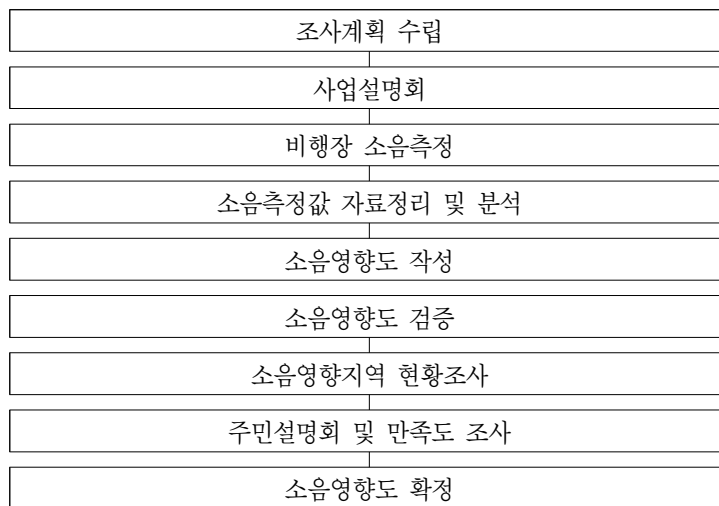 조사계획 수립
사업설명회
비행장 소음측정
소음측정값 자료정리 및 분석
소음영향도 작성
소음영향도 검증
소음영향지역 현황조사
주민설명회 및 만족도 조사
소음영향도 확정